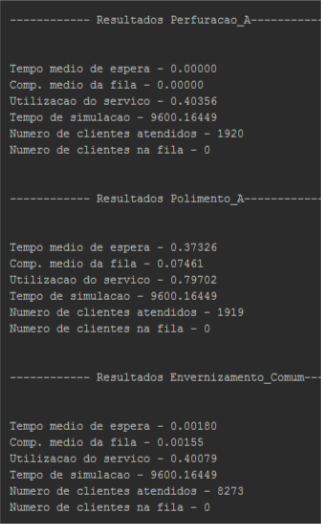 ------------ Resultados Perfuracao_A-----------
Tempo medio de espera - 0.00000
Comp. medio da fila - 0.00000
Utilizacao do servico - 0.40356
Tempo de simulacao - 9600.16449
Numero de clientes atendidos - 1920
Numero de clientes na fila - 0
------------ Resultados Polimento_A------------
Tempo medio de espera - 0.37326
Comp. medio da fila - 0.07461
Utilizacao do servico - 0.79702
Tempo de simulacao - 9600.16449
Numero de clientes atendidos - 1919
Numero de clientes na fila - 0
------------ Resultados Envernizamento_Comum---
Tempo medio de espera - 0.00180
Comp. medio da fila - 0.00155
Utilizacao do servico - 0.40079
Tempo de simulacao - 9600.16449
Numero de clientes atendidos - 8273
Numero de clientes na fila - 0